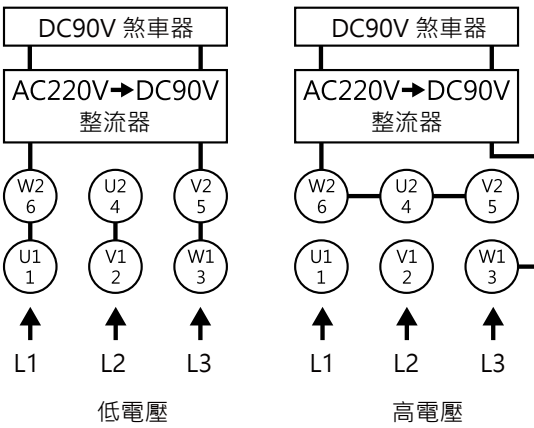 DC90V 煞車器
AC220V→DC90V
整流器
W2 6
U2 4
V2 5
U1 1
V1 2
W1 3
L1
L2
L3
低電壓
DC90V 煞車器
AC220V→DC90V
整流器
W2 6
U2 4
V2 5
U1 1
V1 2
W1 3
L1
L2
L3
高電壓